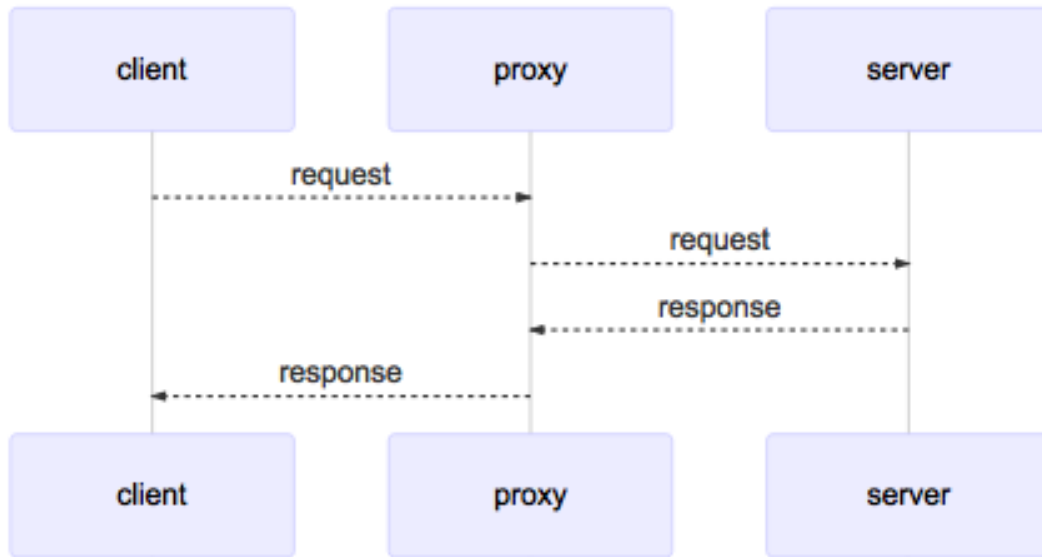 client proxy server
request
request
response
response
client proxy server